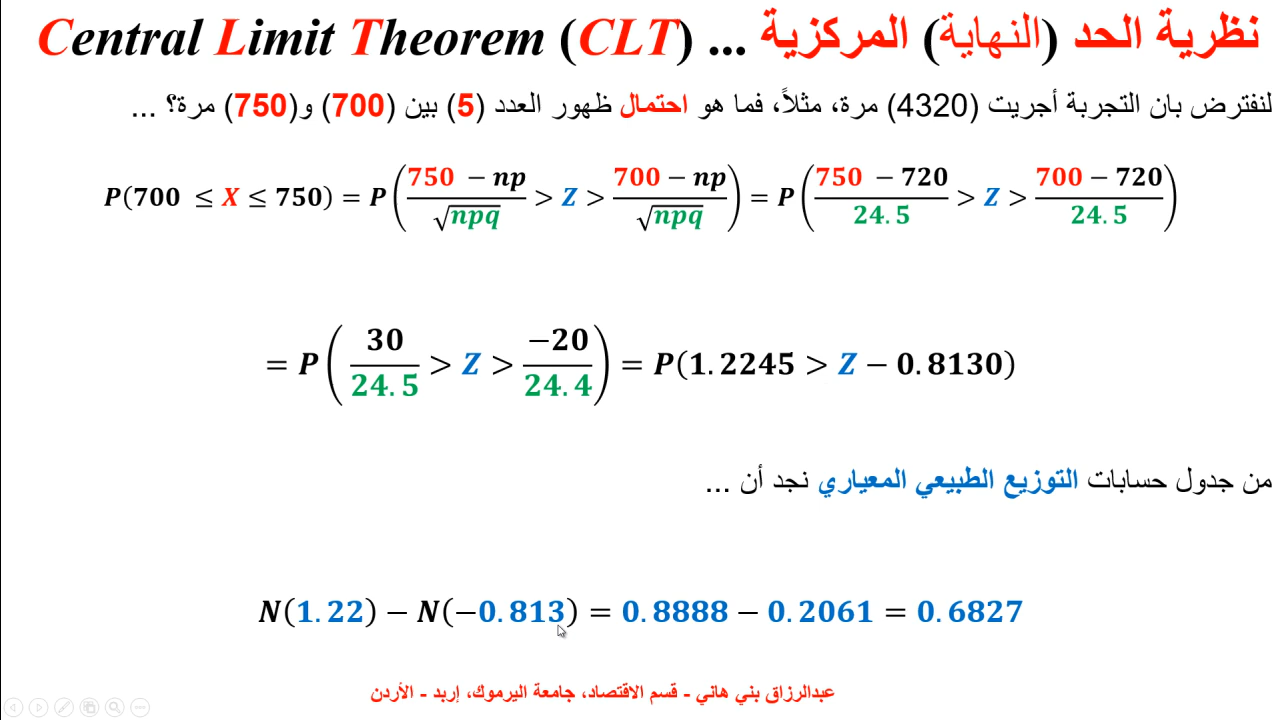 Central Limit Theorem (CLT) ... نظرية الحد (النهاية) المركزية
لنفترض بان التجربة أجريت (4320) مرة، مثلاً، فما هو احتمال ظهور العدد (5) بين (700) و(750) مرة؟ ...
P(700 ≤ X ≤ 750) = P((750 − np)/√npq > Z > (700 − np)/√npq) = P((750 − 720)/24.5 > Z > (700 − 720)/24.5)
= P(30/24.5 > Z > −20/24.4) = P(1.2245 > Z − 0.8130)
من جدول حسابات التوزيع الطبيعي المعياري نجد أن ...
N(1.22) − N(−0.813) = 0.8888 − 0.2061 = 0.6827
عبدالرزاق بني هاني - قسم الاقتصاد، جامعة اليرموك، إربد - الأردن